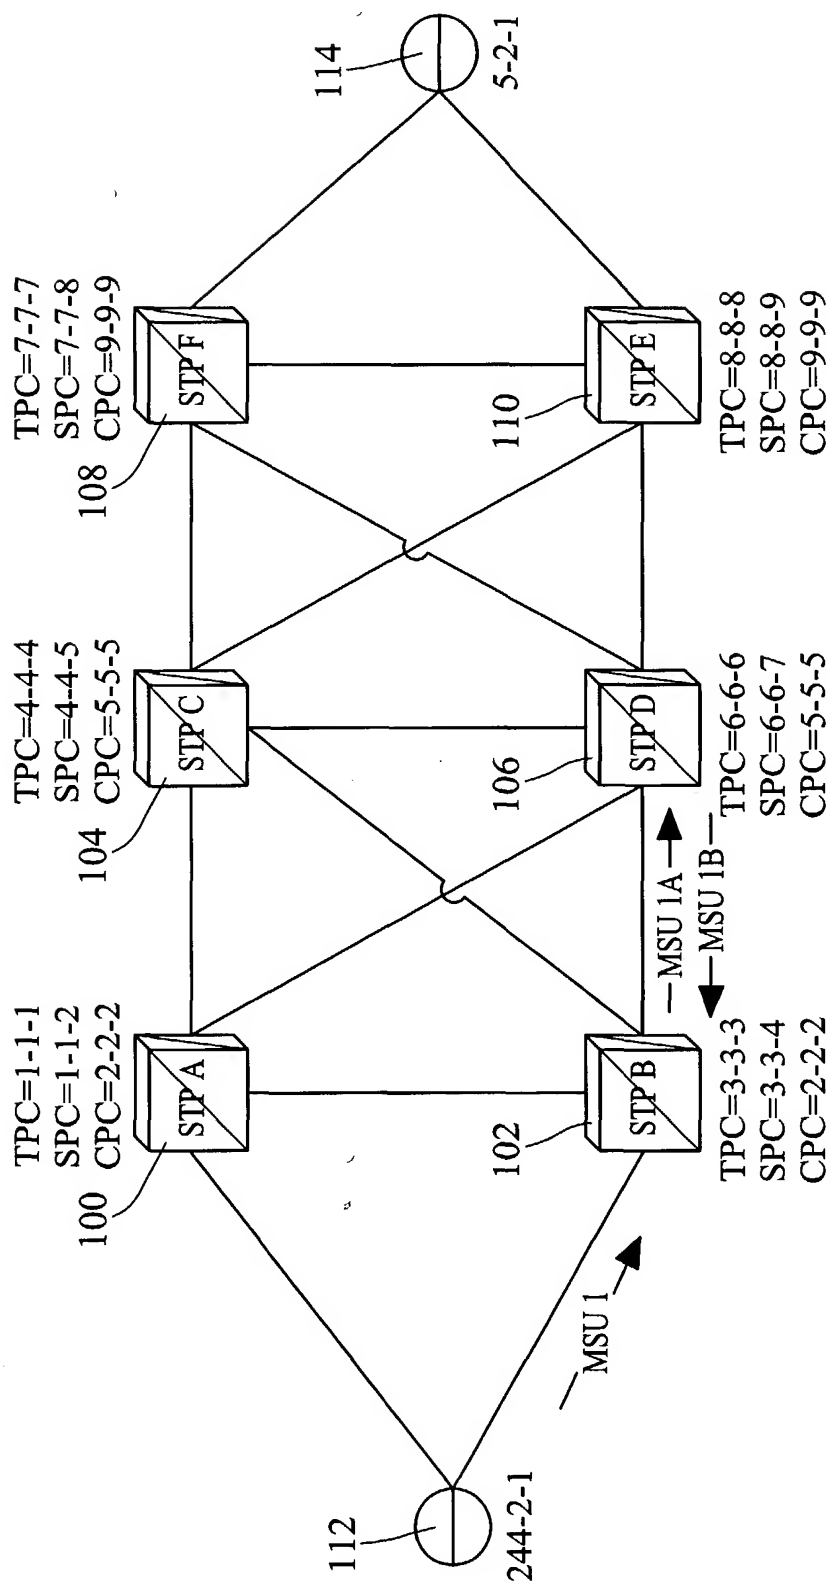 TPC=1-1-1
SPC=1-1-2
CPC=2-2-2
100
STP A
TPC=4-4-4
SPC=4-4-5
CPC=5-5-5
104
STP C
TPC=7-7-7
SPC=7-7-8
CPC=9-9-9
108
STP F
112
244-2-1
114
5-2-1
MSU 1
102
STP B
TPC=3-3-3
SPC=3-3-4
CPC=2-2-2
MSU 1A
MSU 1B
106
STP D
TPC=6-6-6
SPC=6-6-7
CPC=5-5-5
110
STP E
TPC=8-8-8
SPC=8-8-9
CPC=9-9-9